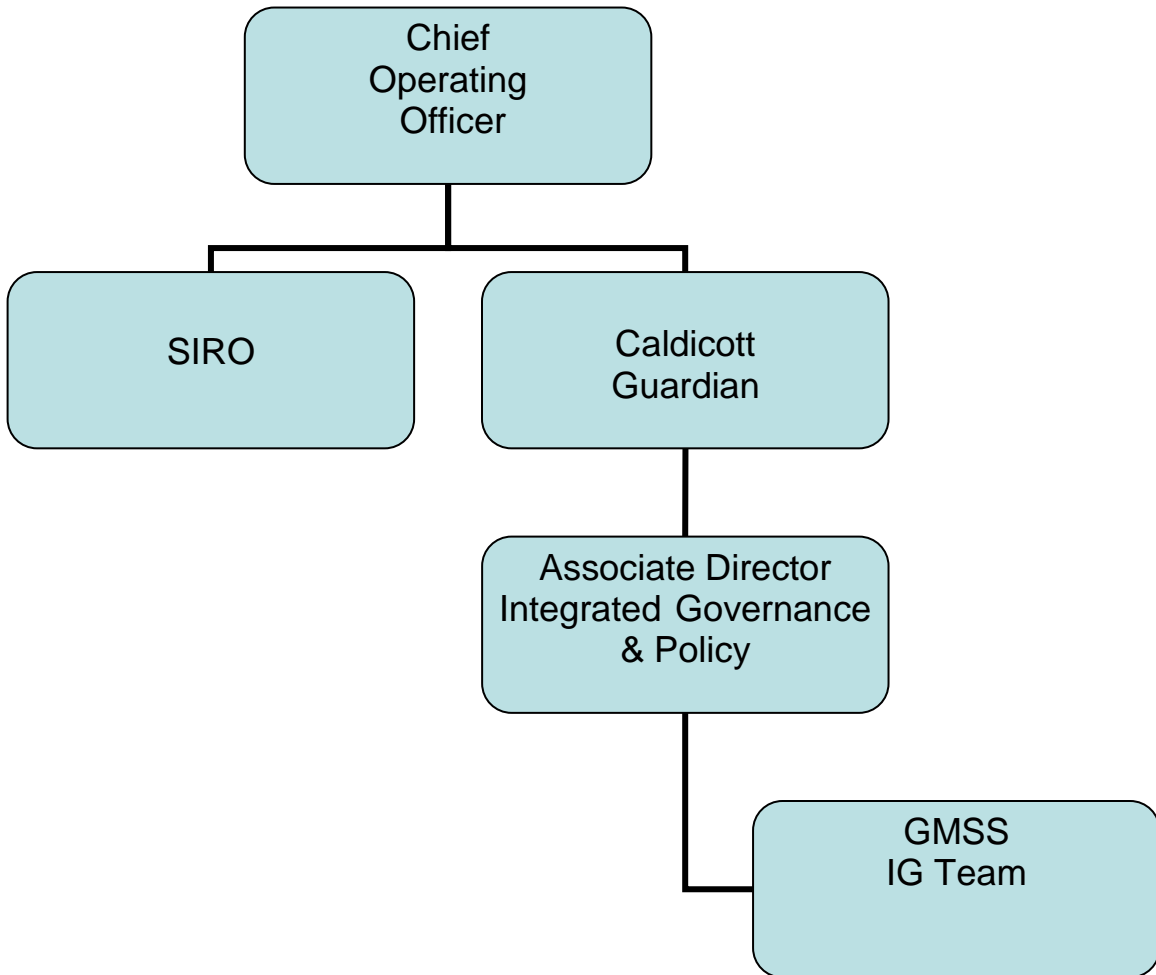 Chief
Operating
Officer
SIRO
Caldicott
Guardian
Associate Director
Integrated Governance
& Policy
GMSS
IG Team